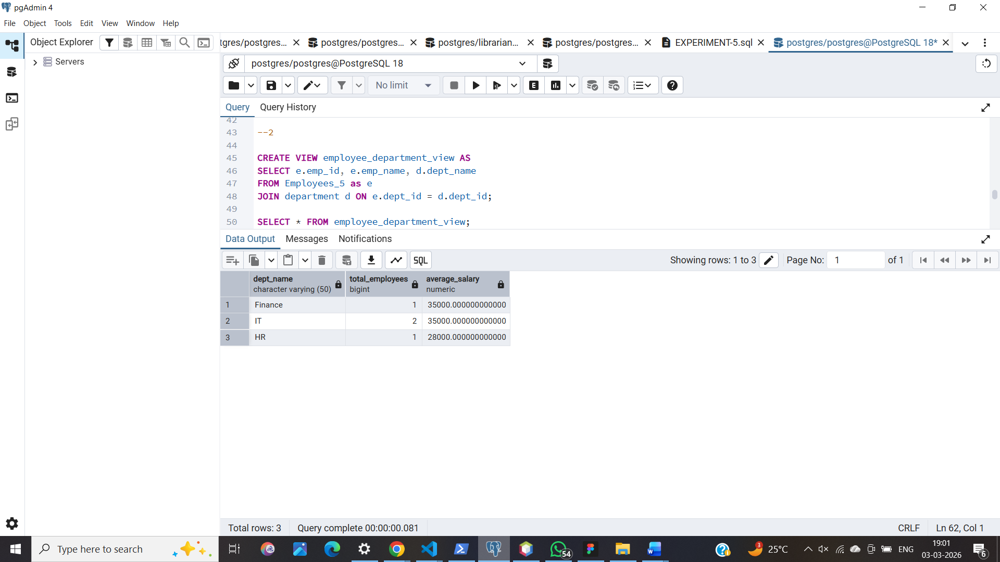 pgAdmin 4
File Object Tools Edit View Window Help
Object Explorer
tgres/postgres... postgres/postgres... postgres/librarian... postgres/postgres... EXPERIMENT-5.sql postgres/postgres@PostgreSQL 18*
Servers
postgres/postgres@PostgreSQL 18
No limit
E
Query Query History
42
43 --2
44
45 CREATE VIEW employee_department_view AS
46 SELECT e.emp_id, e.emp_name, d.dept_name
47 FROM Employees_5 as e
48 JOIN department d ON e.dept_id = d.dept_id;
49
50 SELECT * FROM employee_department_view;
Data Output Messages Notifications
SQL Showing rows: 1 to 3 Page No: 1 of 1
dept_name total_employees average_salary
character varying (50) bigint numeric
1 Finance 1 35000.000000000000
2 IT 2 35000.000000000000
3 HR 1 28000.000000000000
Total rows: 3 Query complete 00:00:00.081 CRLF Ln 62, Col 1
Type here to search 54 W 3 25°C ENG 19:01
03-03-2026 6